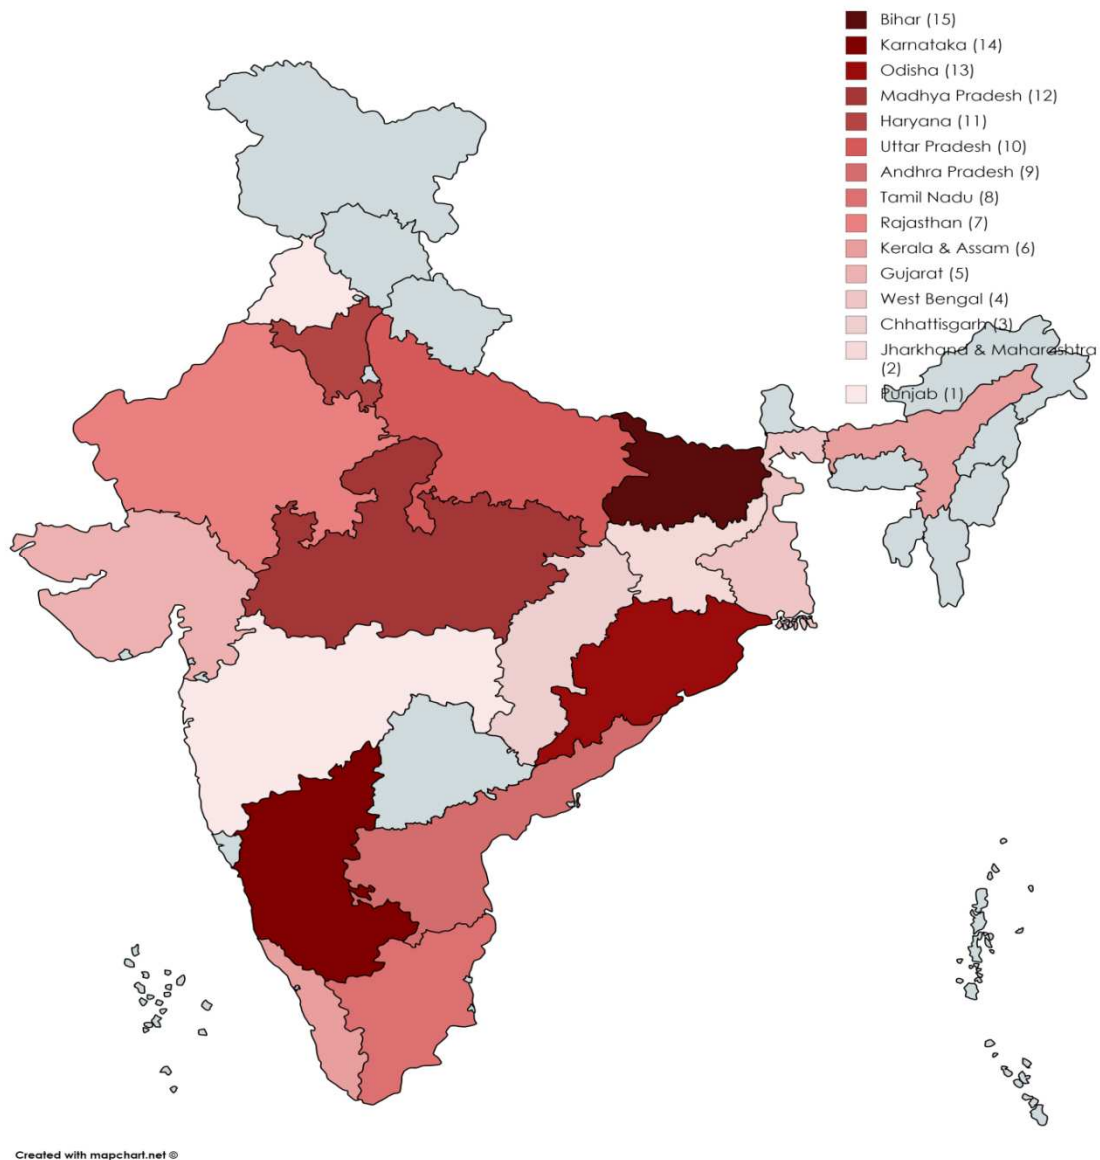 Bihar (15)
Karnataka (14)
Odisha (13)
Madhya Pradesh (12)
Haryana (11)
Uttar Pradesh (10)
Andhra Pradesh (9)
Tamil Nadu (8)
Rajasthan (7)
Kerala & Assam (6)
Gujarat (5)
West Bengal (4)
Chhattisgarh (3)
Jharkhand & Maharashtra
(2)
Punjab (1)
Created with mapchart.net ©